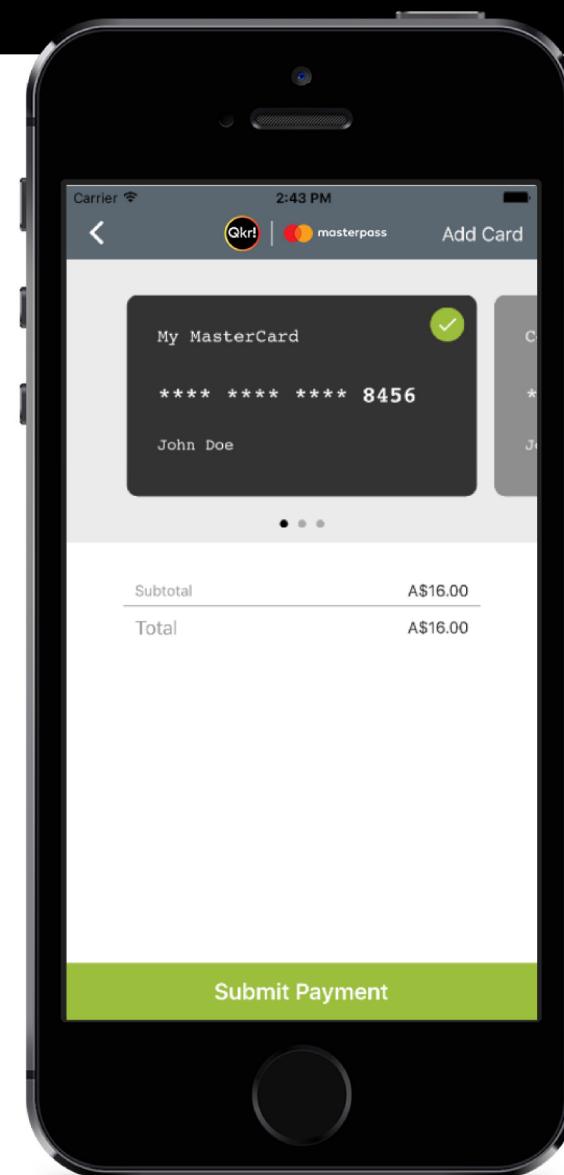 Carrier 2:43 PM
Qkr! masterpass Add Card
My MasterCard C
**** **** **** 8456 *
John Doe J
Subtotal A$16.00
Total A$16.00
Submit Payment